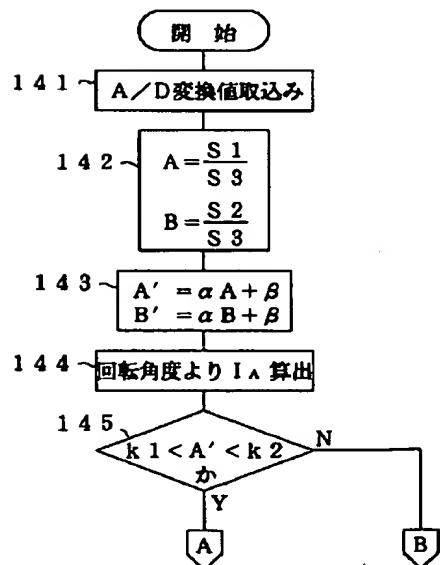 開 始
141
A/D変換値取込み
142
A=S1/S3
B=S2/S3
143
A′ =αA+β
B′ =αB+β
144
回転角度よりIA算出
145
k1<A′<k2
か
N
Y
A
B